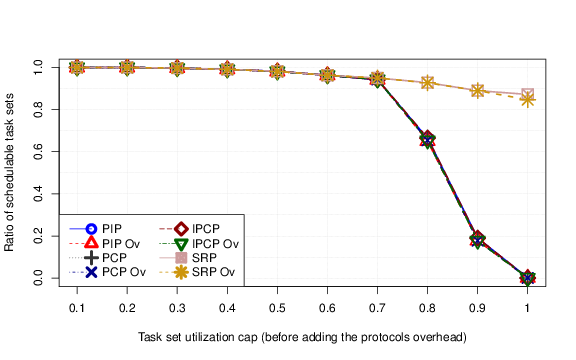 Ratio of schedulable task sets
1.0
0.8
0.6
0.4
0.2
0.0
PIP
PIP Ov
PCP
PCP Ov
IPCP
IPCP Ov
SRP
SRP Ov
0.1 0.2 0.3 0.4 0.5 0.6 0.7 0.8 0.9 1
Task set utilization cap (before adding the protocols overhead)